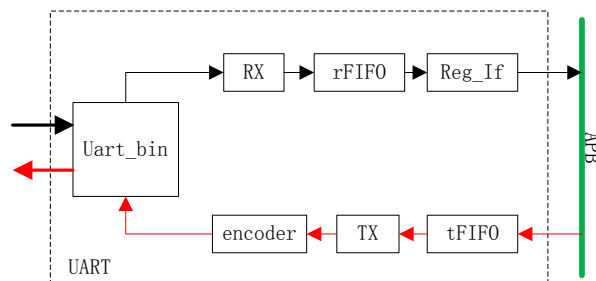 RX
rFIFO
Reg_If
Uart_bin
APB
encoder
TX
tFIFO
UART